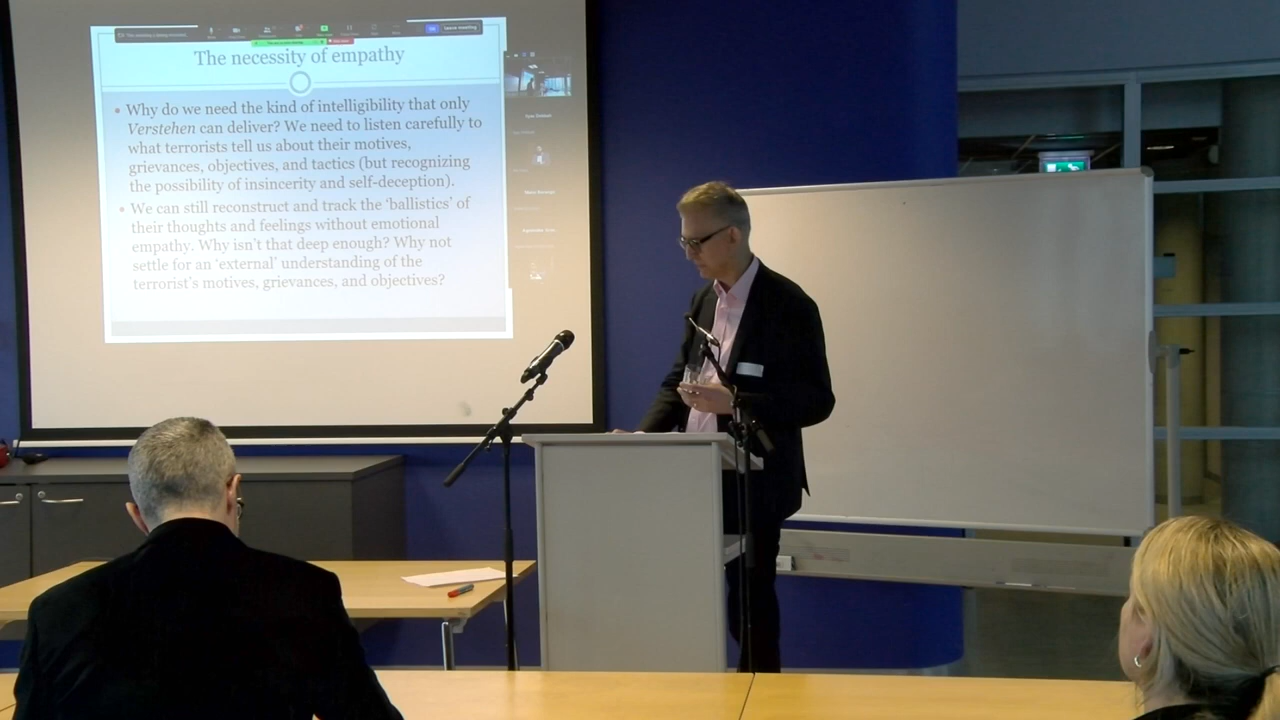 Leave meeting
The necessity of empathy
Why do we need the kind of intelligibility that only
Verstehen can deliver? We need to listen carefully to
what terrorists tell us about their motives,
grievances, objectives, and tactics (but recognizing
the possibility of insincerity and self-deception).
We can still reconstruct and track the ‘ballistics’ of
their thoughts and feelings without emotional
empathy. Why isn’t that deep enough? Why not
settle for an ‘external’ understanding of the
terrorist’s motives, grievances, and objectives?